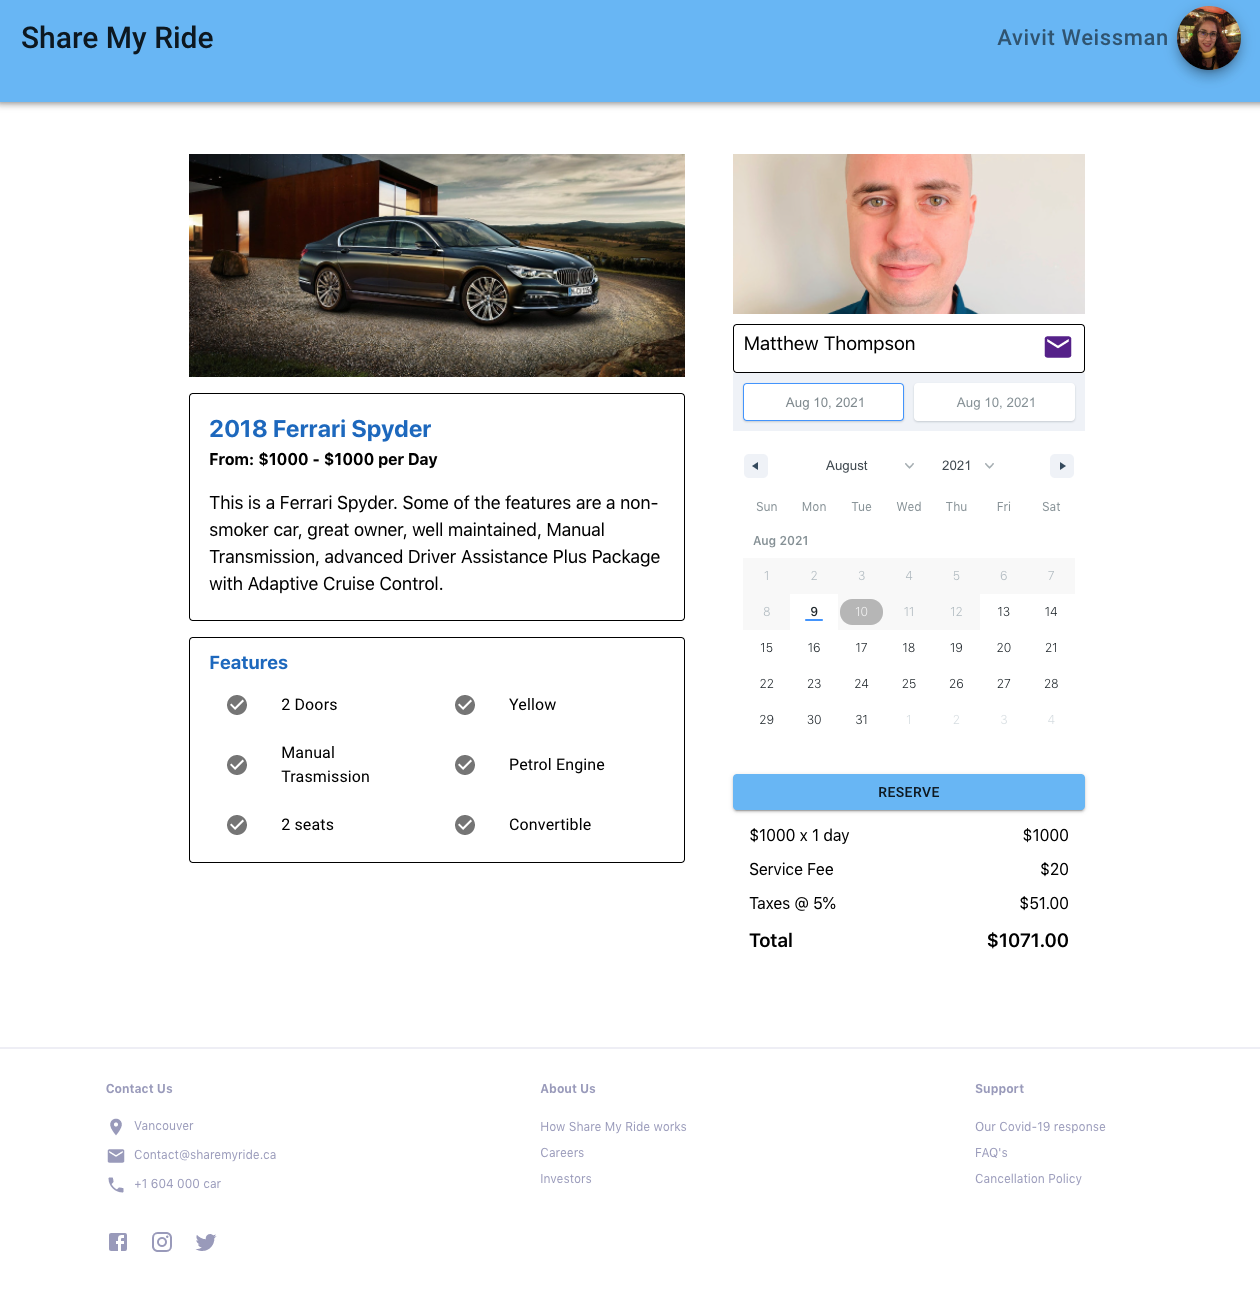 Share My Ride
Avivit Weissman
2018 Ferrari Spyder
From: $1000 - $1000 per Day
This is a Ferrari Spyder. Some of the features are a non-
smoker car, great owner, well maintained, Manual
Transmission, advanced Driver Assistance Plus Package
with Adaptive Cruise Control.
Features
2 Doors
Yellow
Manual
Trasmission
Petrol Engine
2 seats
Convertible
Matthew Thompson
Aug 10, 2021 Aug 10, 2021
August 2021
Sun Mon Tue Wed Thu Fri Sat
Aug 2021
1 2 3 4 5 6 7
8 9 10 11 12 13 14
15 16 17 18 19 20 21
22 23 24 25 26 27 28
29 30 31 1 2 3 4
RESERVE
$1000 x 1 day $1000
Service Fee $20
Taxes @ 5% $51.00
Total $1071.00
Contact Us
Vancouver
Contact@sharemyride.ca
+1 604 000 car
About Us
How Share My Ride works
Careers
Investors
Support
Our Covid-19 response
FAQ's
Cancellation Policy